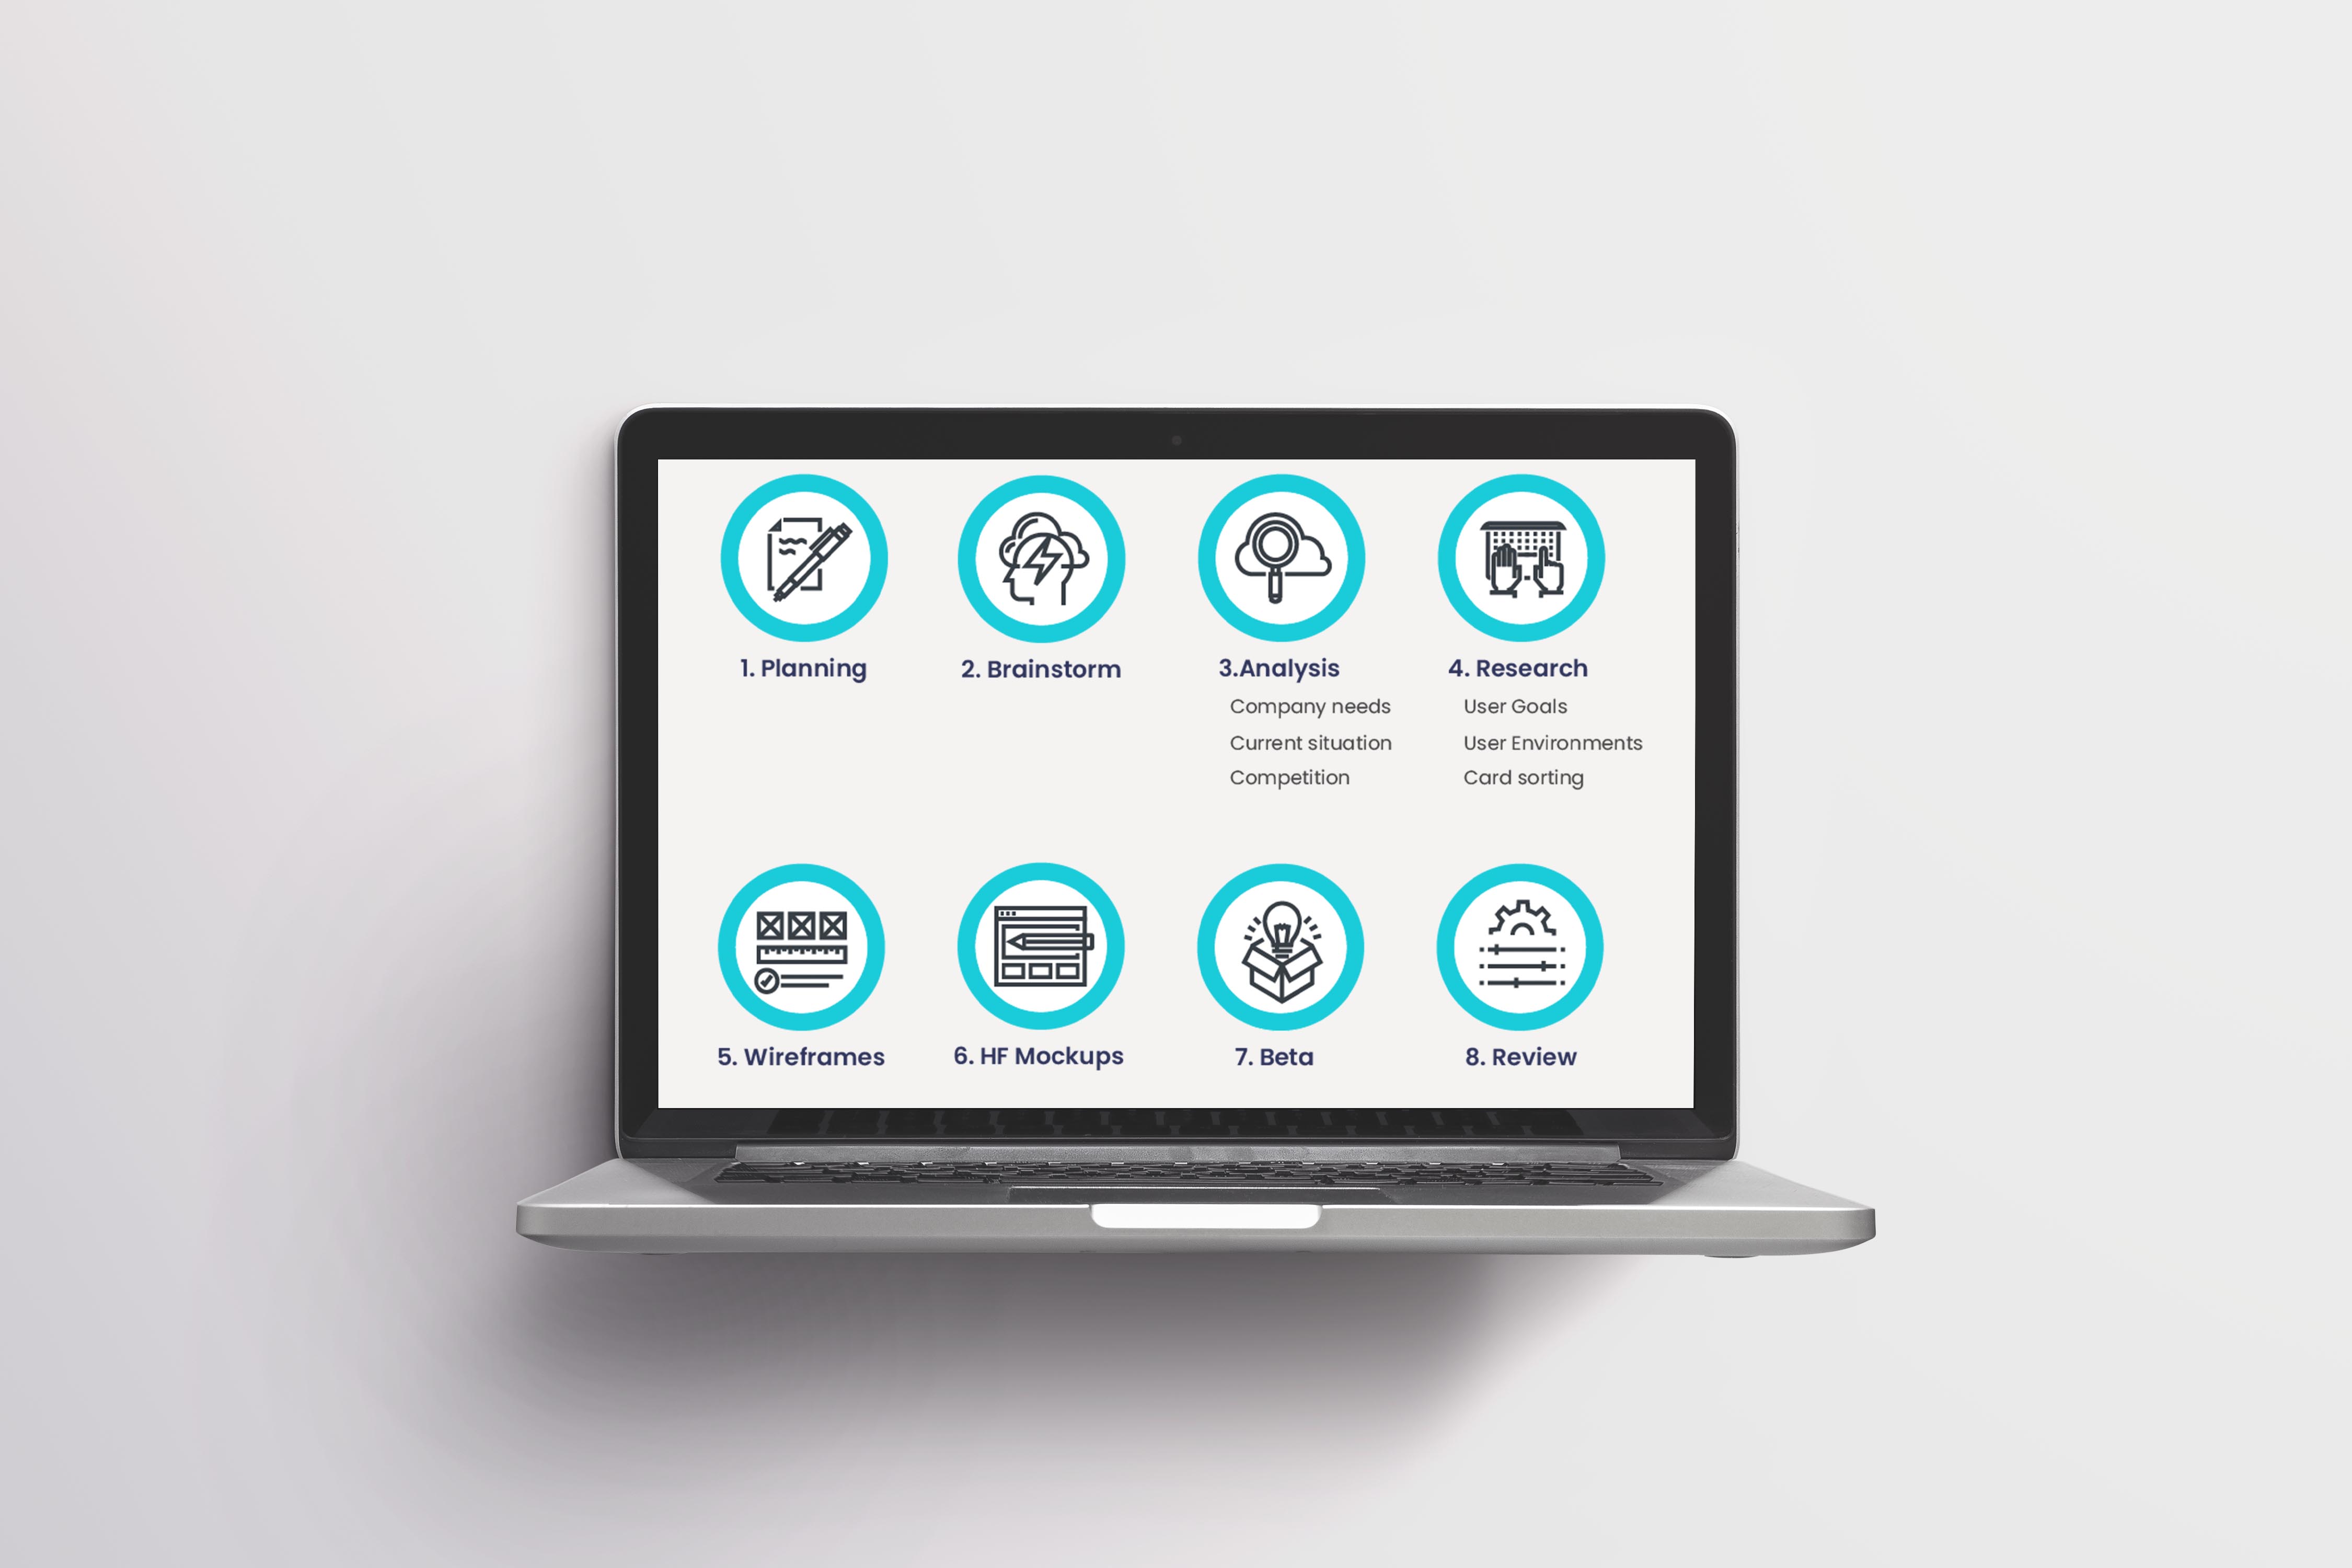 1. Planning
2. Brainstorm
3.Analysis
Company needs
Current situation
Competition
4. Research
User Goals
User Environments
Card sorting
5. Wireframes
6. HF Mockups
7. Beta
8. Review